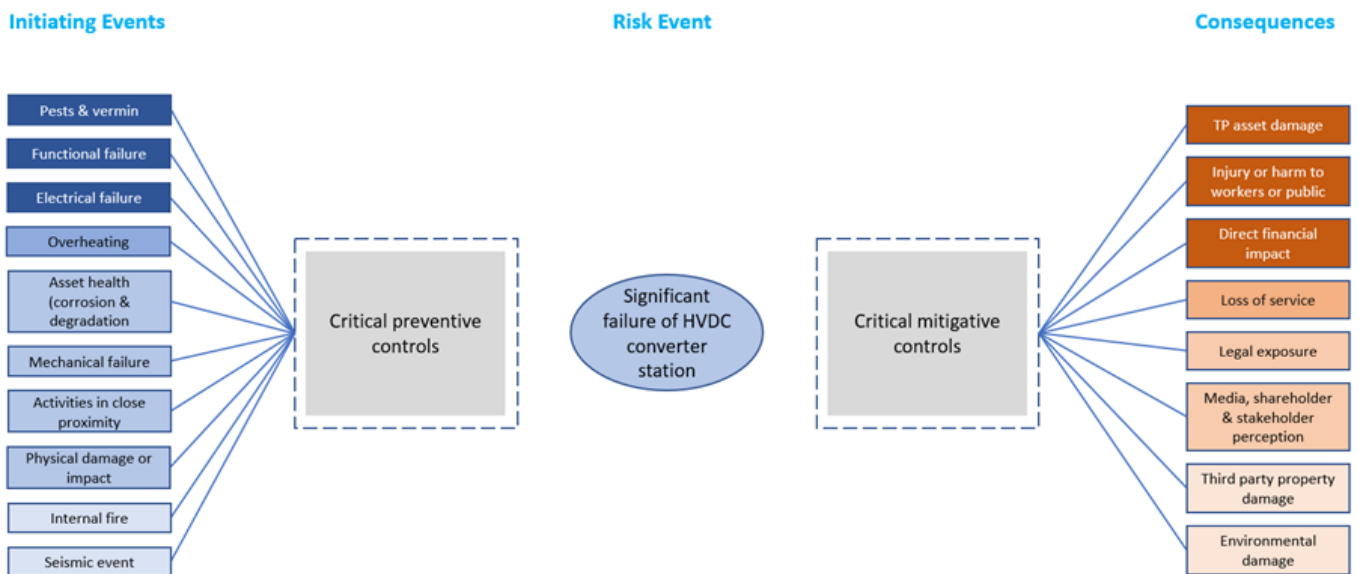 Initiating Events
Risk Event
Consequences
Pests & vermin
Functional failure
Electrical failure
Overheating
Asset health
(corrosion &
degradation
Mechanical failure
Activities in close
proximity
Physical damage or
impact
Internal fire
Seismic event
Critical preventive
controls
Significant
failure of HVDC
converter
station
Critical mitigative
controls
TP asset damage
Injury or harm to
workers or public
Direct financial
impact
Loss of service
Legal exposure
Media, shareholder
& stakeholder
perception
Third party property
damage
Environmental
damage